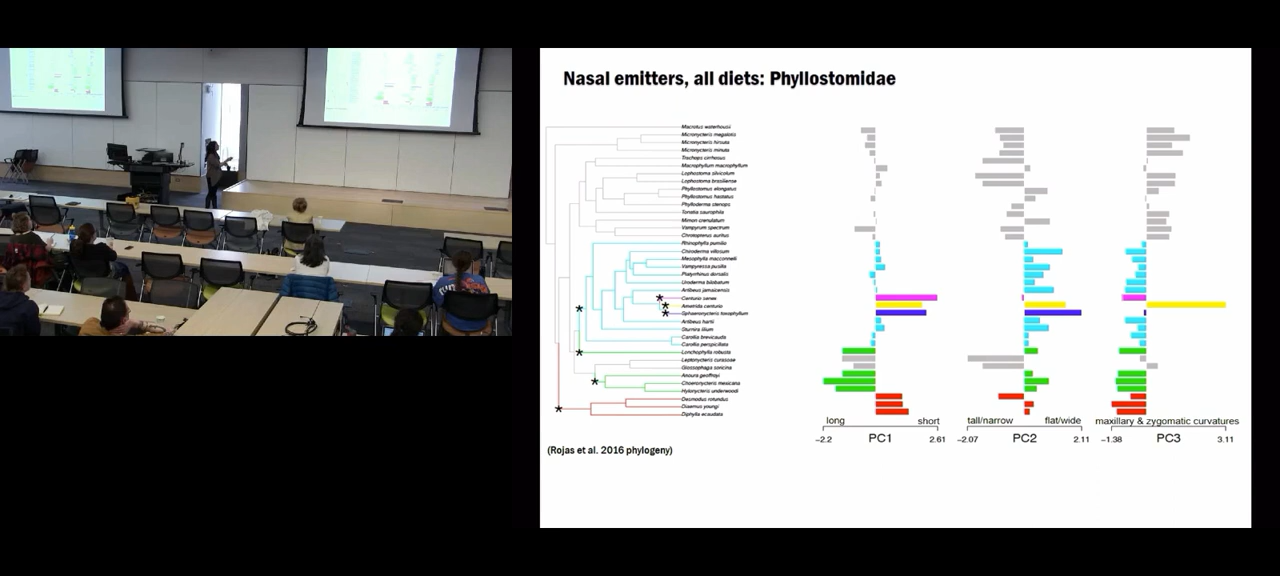 Nasal emitters, all diets: Phyllostomidae
Macrotus waterhousii
Micronycteris megalotis
Micronycteris hirsuta
Micronycteris minuta
Trachops cirrhosus
Macrophyllum macrophyllum
Lophostoma silvicolum
Lophostoma brasiliense
Phyllostomus elongatus
Phyllostomus hastatus
Phylloderma stenops
Tonatia saurophila
Mimon crenulatum
Vampyrum spectrum
Chrotopterus auritus
Rhinophylla pumilio
Chiroderma villosum
Mesophylla macconnelli
Vampyressa pusilla
Platyrrhinus dorsalis
Uroderma bilobatum
Artibeus jamaicensis
Centurio senex
Ametrida centurio
Sphaeronycteris toxophyllum
Artibeus hartii
Sturnira lilium
Carollia brevicauda
Carollia perspicillata
Lonchophylla robusta
Leptonycteris curasoae
Glossophaga soricina
Anoura geoffroyi
Choeronycteris mexicana
Hylonycteris underwoodi
Desmodus rotundus
Diaemus youngi
Diphylla ecaudata
long short tall/narrow flat/wide maxillary & zygomatic curvatures
-2.2 PC1 2.61 -2.07 PC2 2.11 -1.38 PC3 3.11
(Rojas et al. 2016 phylogeny)